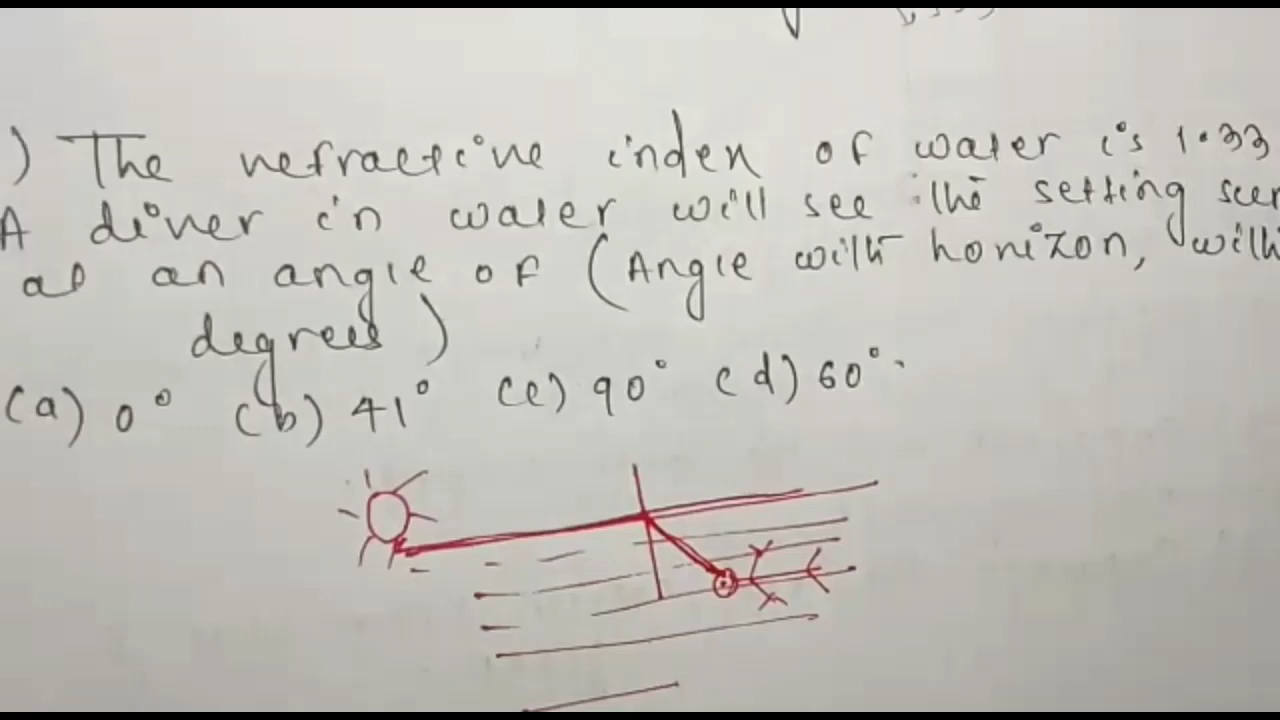 ) The refractive index of water is 1.33
A diver in water will see the setting sun
at an angle of (Angle with horizon, with
degrees)
(a) 0° (b) 41° (c) 90° (d) 60°.